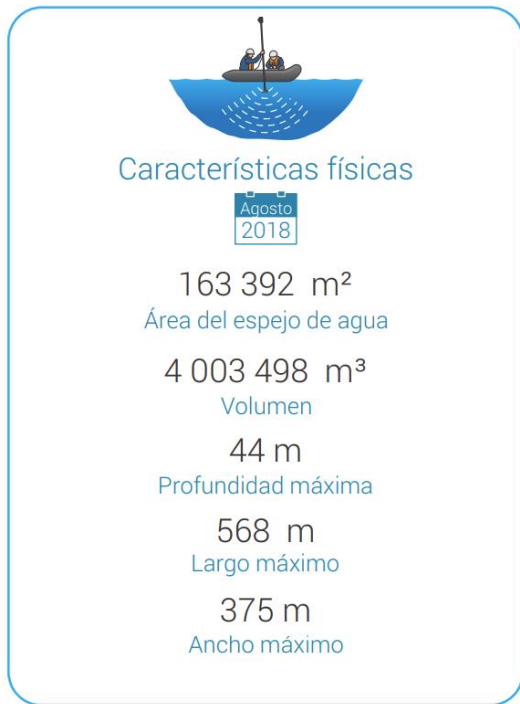 Características físicas
Agosto
2018
163 392 m²
Área del espejo de agua
4 003 498 m³
Volumen
44 m
Profundidad máxima
568 m
Largo máximo
375 m
Ancho máximo